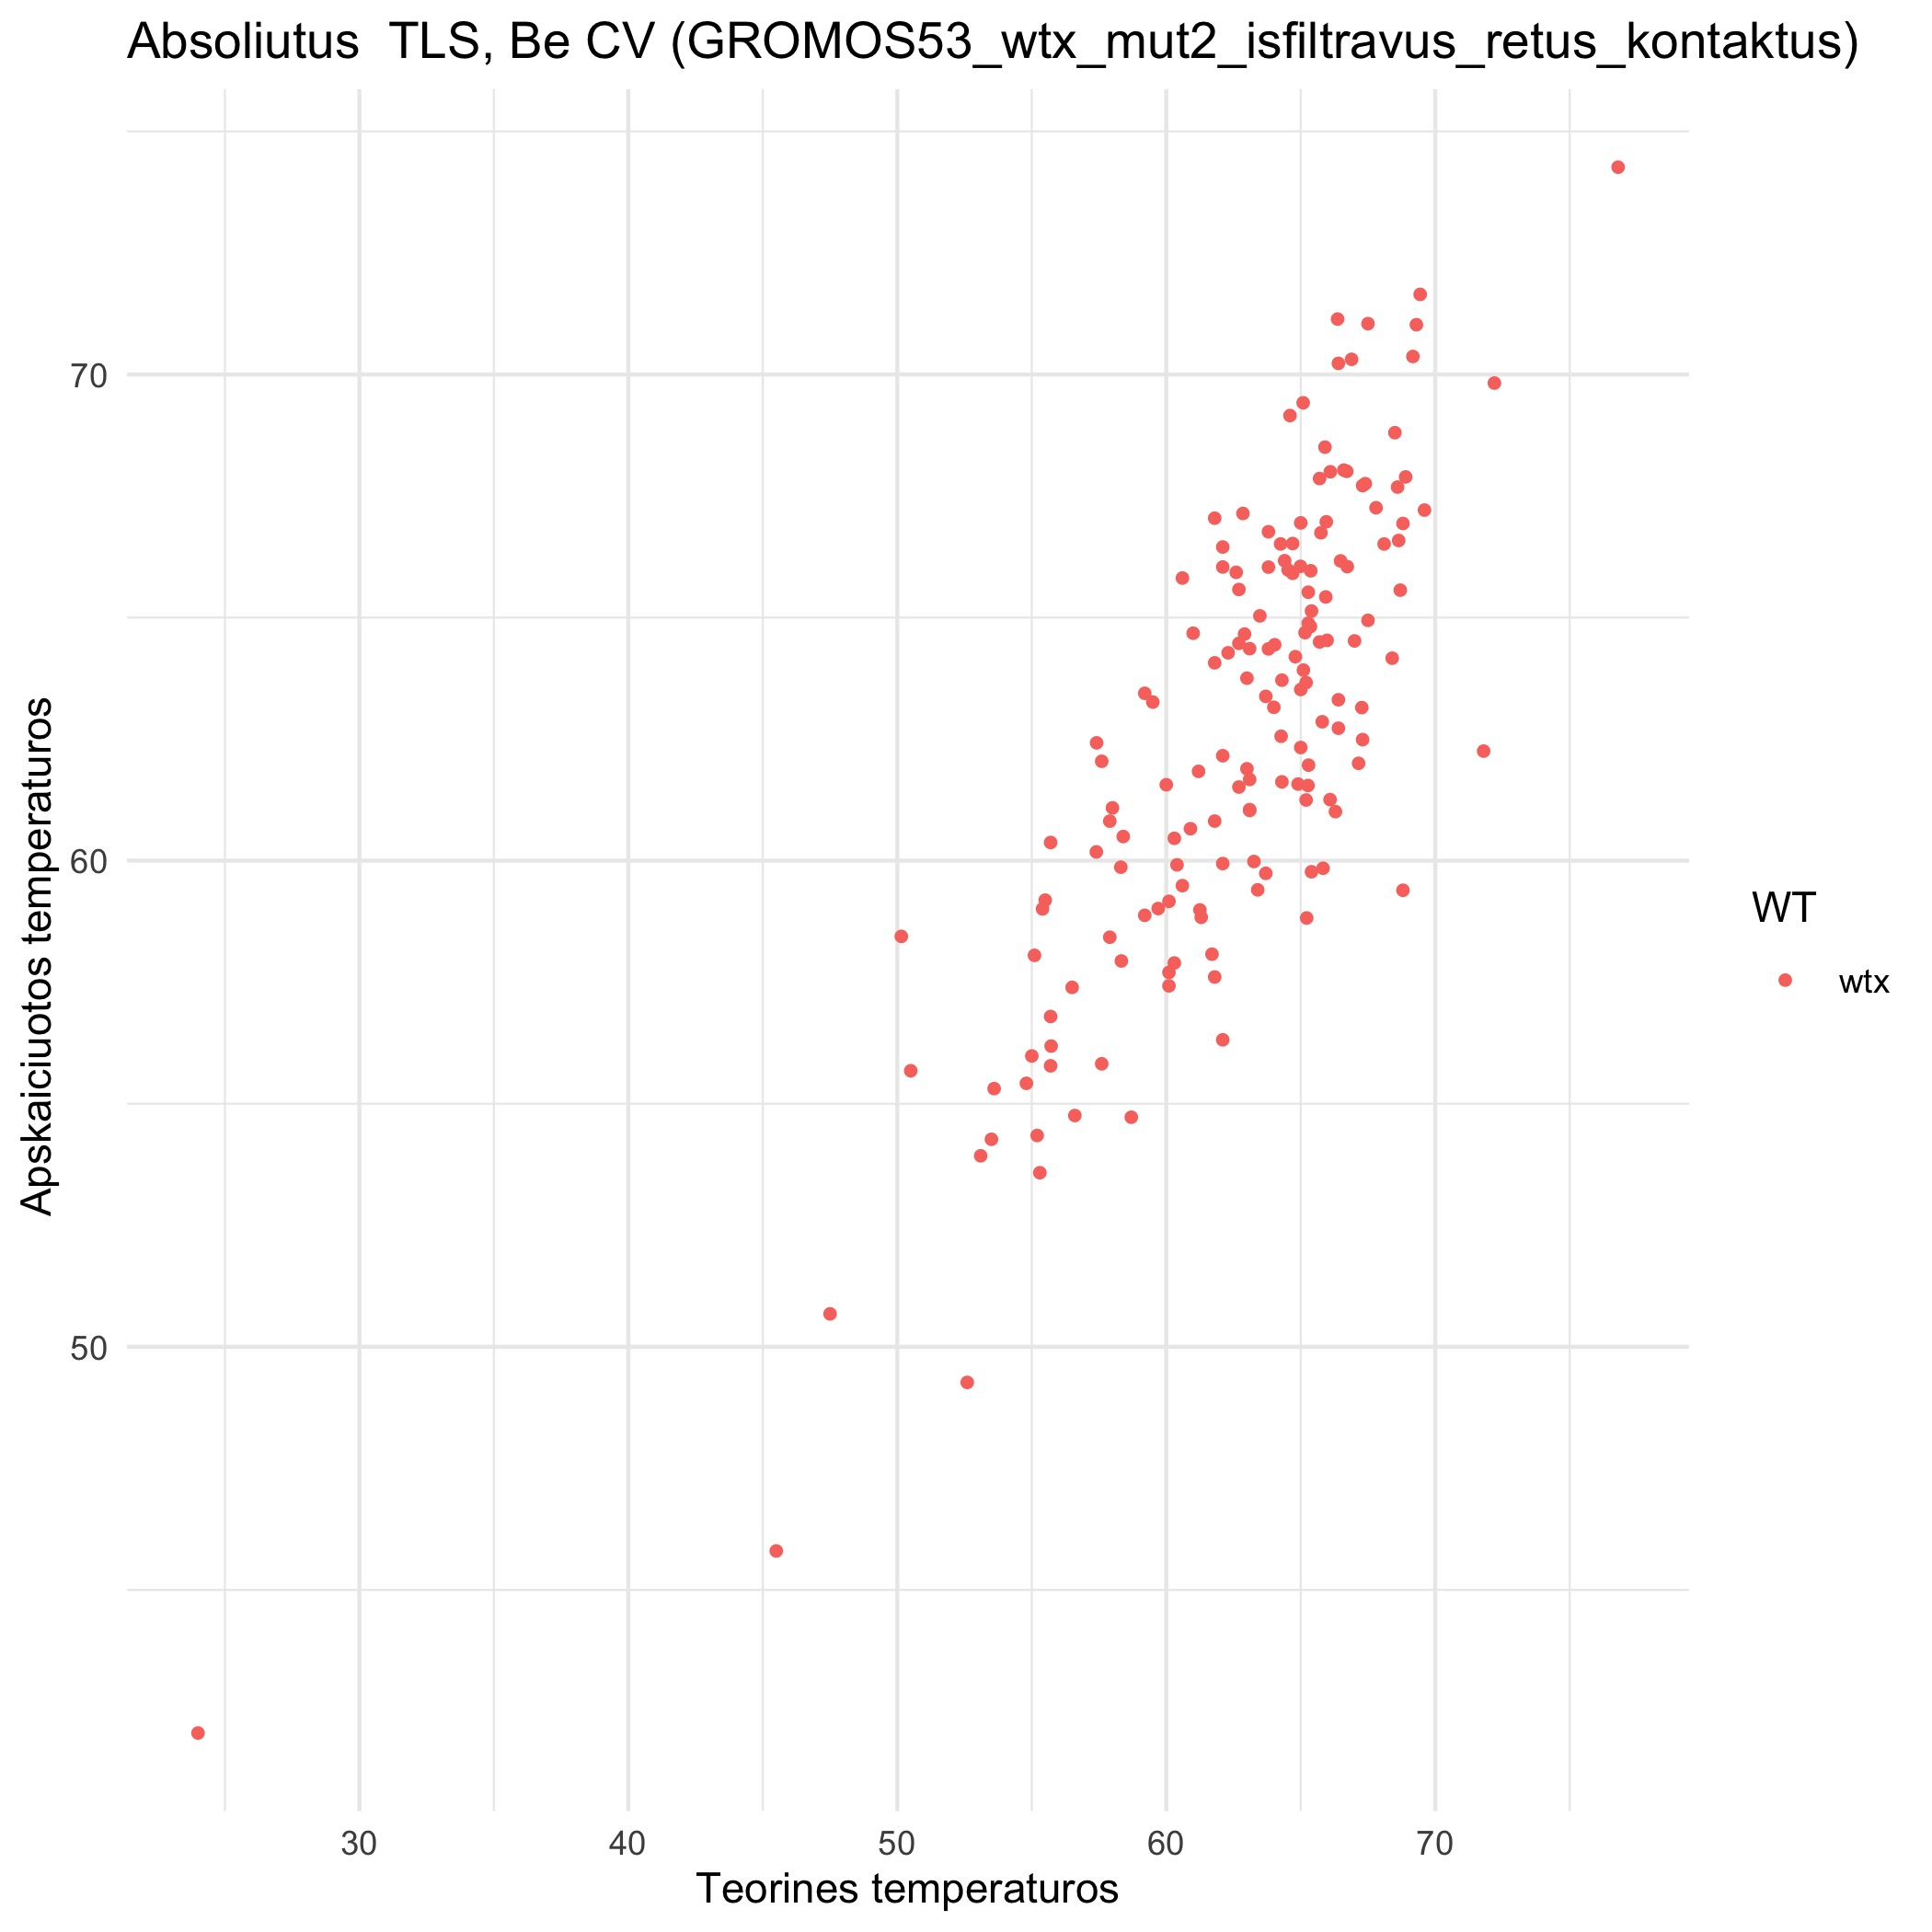 Absoliutus  TLS, Be CV (GROMOS53_wtx_mut2_isfiltravus_retus_kontaktus)
70
60
50
Apskaiciuotos temperaturos
30 40 50 60 70
Teorines temperaturos
WT
wtx